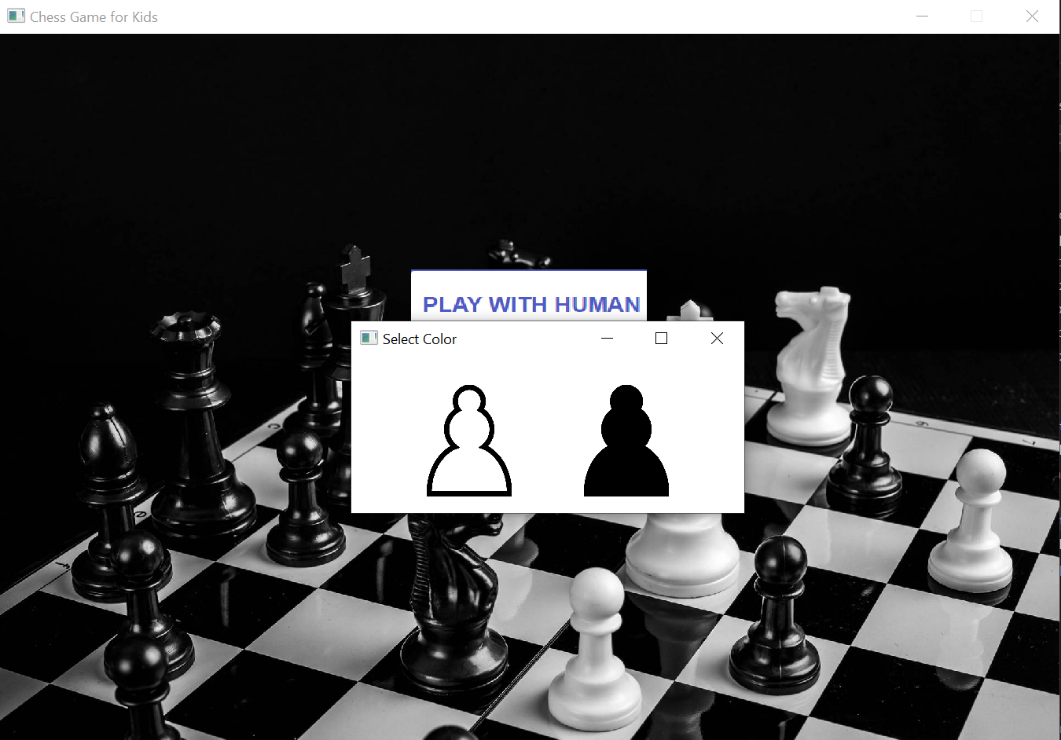 Chess Game for Kids
PLAY WITH HUMAN
Select Color